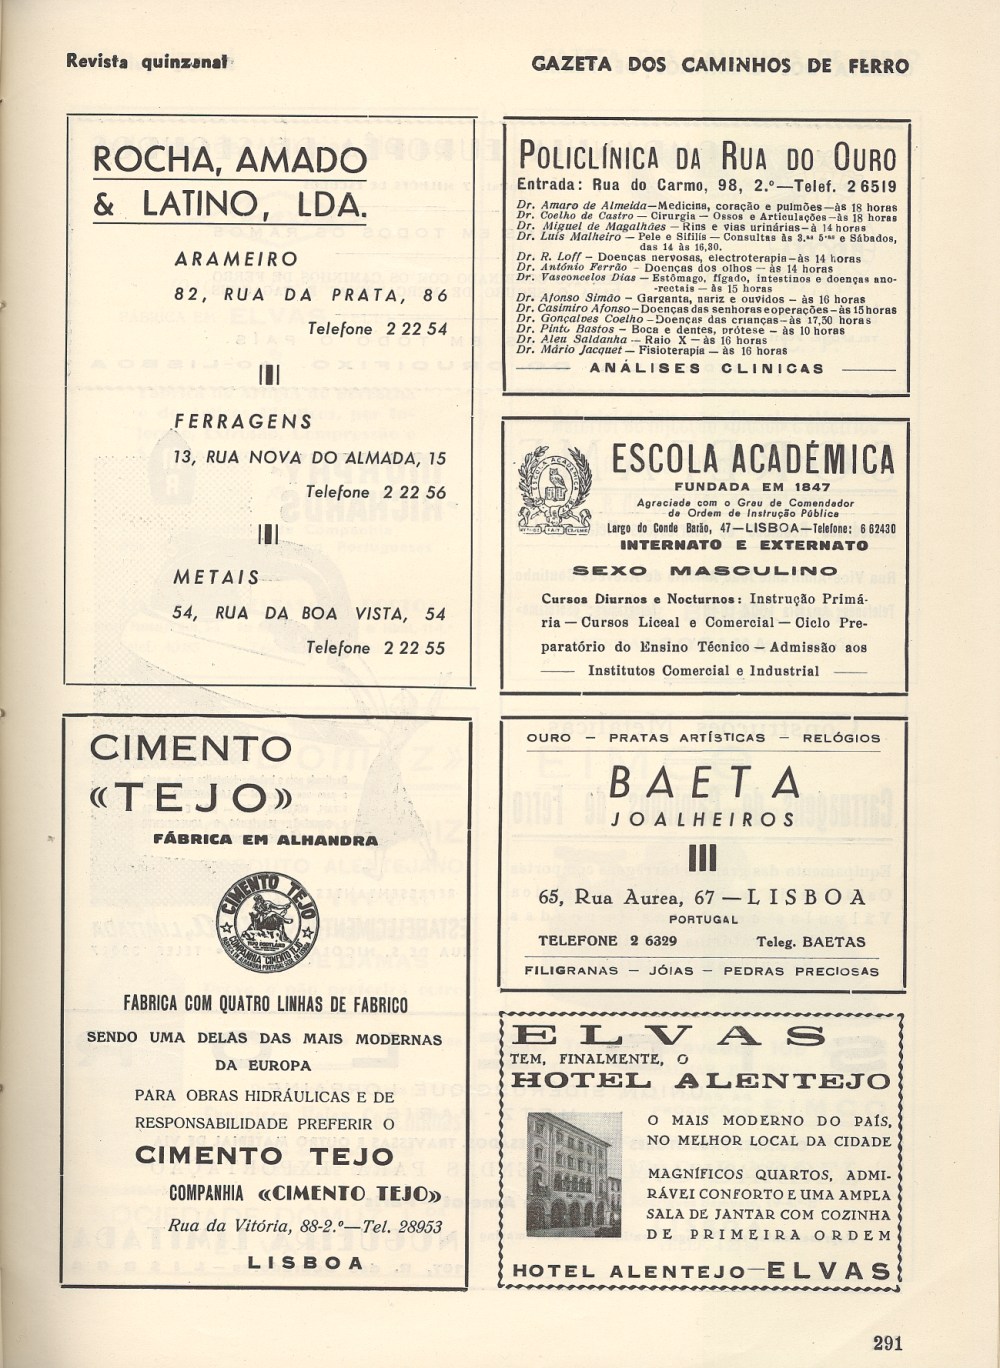 Revista quinzenal
GAZETA DOS CAMINHOS DE FERRO
ROCHA, AMADO
& LATINO, LDA.
ARAMEIRO
82, RUA DA PRATA, 86
Telefone 2 22 54
FERRAGENS
13, RUA NOVA DO ALMADA, 15
Telefone 2 22 56
METAIS
54, RUA DA BOA VISTA, 54
Telefone 2 22 55
POLICLÍNICA DA RUA DO OURO
Entrada: Rua do Carmo, 98, 2.º—Telef. 2 6519
Dr. Amaro de Almeida—Medicina, coração e pulmões—às 18 horas
Dr. Coelho de Castro — Cirurgia — Ossos e Articulações—às 18 horas
Dr. Miguel de Magalhães — Rins e vias urinárias—à 14 horas
Dr. Luís Malheiro — Pele e Sífilis — Consultas às 3.as 5.as e Sábados,
das 14 às 16,30.
Dr. R. Loff — Doenças nervosas, electroterapia—às 14 horas
Dr. António Ferrão - Doenças dos olhos — às 14 horas
Dr. Vasconcelos Dias — Estômago, fígado, intestinos e doenças ano-
-rectais — às 15 horas
Dr. Afonso Simão — Garganta, nariz e ouvidos — às 16 horas
Dr. Casimiro Afonso—Doenças das senhoras e operações—às 15 horas
Dr. Gonçalves Coelho—Doenças das crianças—às 17,50 horas
Dr. Pinto Bastos — Boca e dentes, prótese — às 10 horas
Dr. Aleu Saldanha — Raio X — às 16 horas
Dr. Mário Jacquet — Fisioterapia — às 16 horas
ANÁLISES CLINICAS
ESCOLA ACADÉMICA
FUNDADA EM 1847
Agraciada com o Grau de Comendador
da Ordem de Instrução Pública
Largo do Conde Barão, 47—LISBOA—Telefone: 6 62430
INTERNATO E EXTERNATO
SEXO MASCULINO
Cursos Diurnos e Nocturnos: Instrução Primá-
ria — Cursos Liceal e Comercial — Ciclo Pre-
paratório do Ensino Técnico — Admissão aos
Institutos Comercial e Industrial
ESCOLA ACADÉMICA
CIMENTO
«TEJO»
FÁBRICA EM ALHANDRA
CIMENTO TEJO
COMPANHIA CIMENTO TEJO
FABRICA COM QUATRO LINHAS DE FABRICO
SENDO UMA DELAS DAS MAIS MODERNAS
DA EUROPA
PARA OBRAS HIDRÁULICAS E DE
RESPONSABILIDADE PREFERIR O
CIMENTO TEJO
COMPANHIA «CIMENTO TEJO»
Rua da Vitória, 88-2.º—Tel. 28953
LISBOA
OURO — PRATAS ARTÍSTICAS — RELÓGIOS
BAETA
JOALHEIROS
65, Rua Aurea, 67 — LISBOA
PORTUGAL
TELEFONE 2 6329 Teleg. BAETAS
FILIGRANAS — JÓIAS — PEDRAS PRECIOSAS
ELVAS
TEM, FINALMENTE, O
HOTEL ALENTEJO
O MAIS MODERNO DO PAÍS,
NO MELHOR LOCAL DA CIDADE
MAGNÍFICOS QUARTOS, ADMI-
RÁVEI CONFORTO E UMA AMPLA
SALA DE JANTAR COM COZINHA
DE PRIMEIRA ORDEM
HOTEL ALENTEJO—ELVAS
291